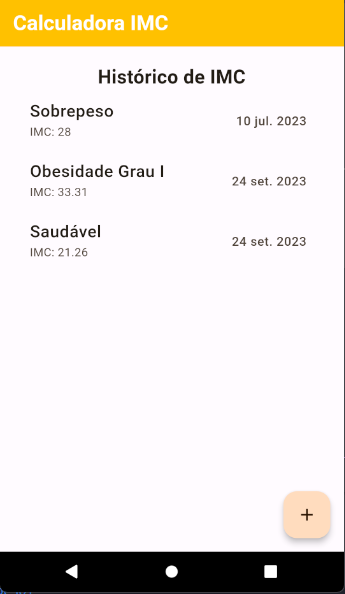 Calculadora IMC
Histórico de IMC
Sobrepeso
IMC: 28
10 jul. 2023
Obesidade Grau I
IMC: 33.31
24 set. 2023
Saudável
IMC: 21.26
24 set. 2023
+